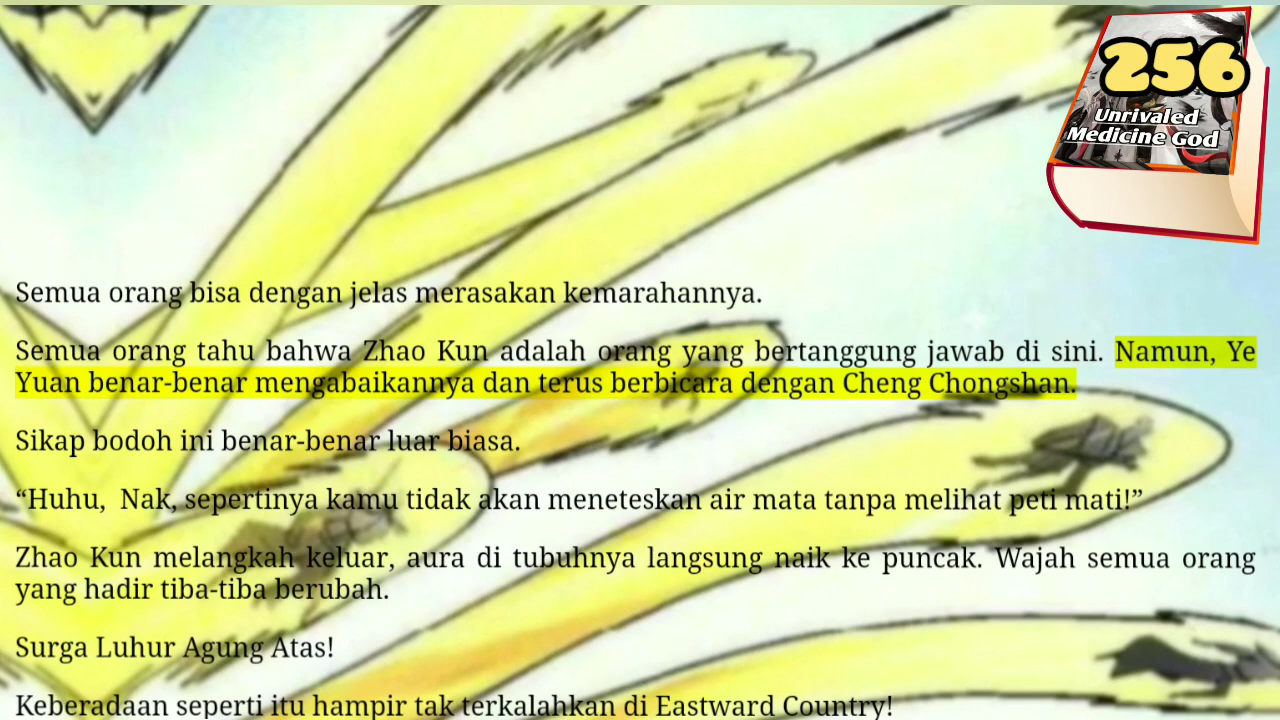 256
Unrivaled
Medicine God
Semua orang bisa dengan jelas merasakan kemarahannya.
Semua orang tahu bahwa Zhao Kun adalah orang yang bertanggung jawab di sini. Namun, Ye
Yuan benar-benar mengabaikannya dan terus berbicara dengan Cheng Chongshan.
Sikap bodoh ini benar-benar luar biasa.
“Huhu,  Nak, sepertinya kamu tidak akan meneteskan air mata tanpa melihat peti mati!”
Zhao Kun melangkah keluar, aura di tubuhnya langsung naik ke puncak. Wajah semua orang
yang hadir tiba-tiba berubah.
Surga Luhur Agung Atas!
Keberadaan seperti itu hampir tak terkalahkan di Eastward Country!